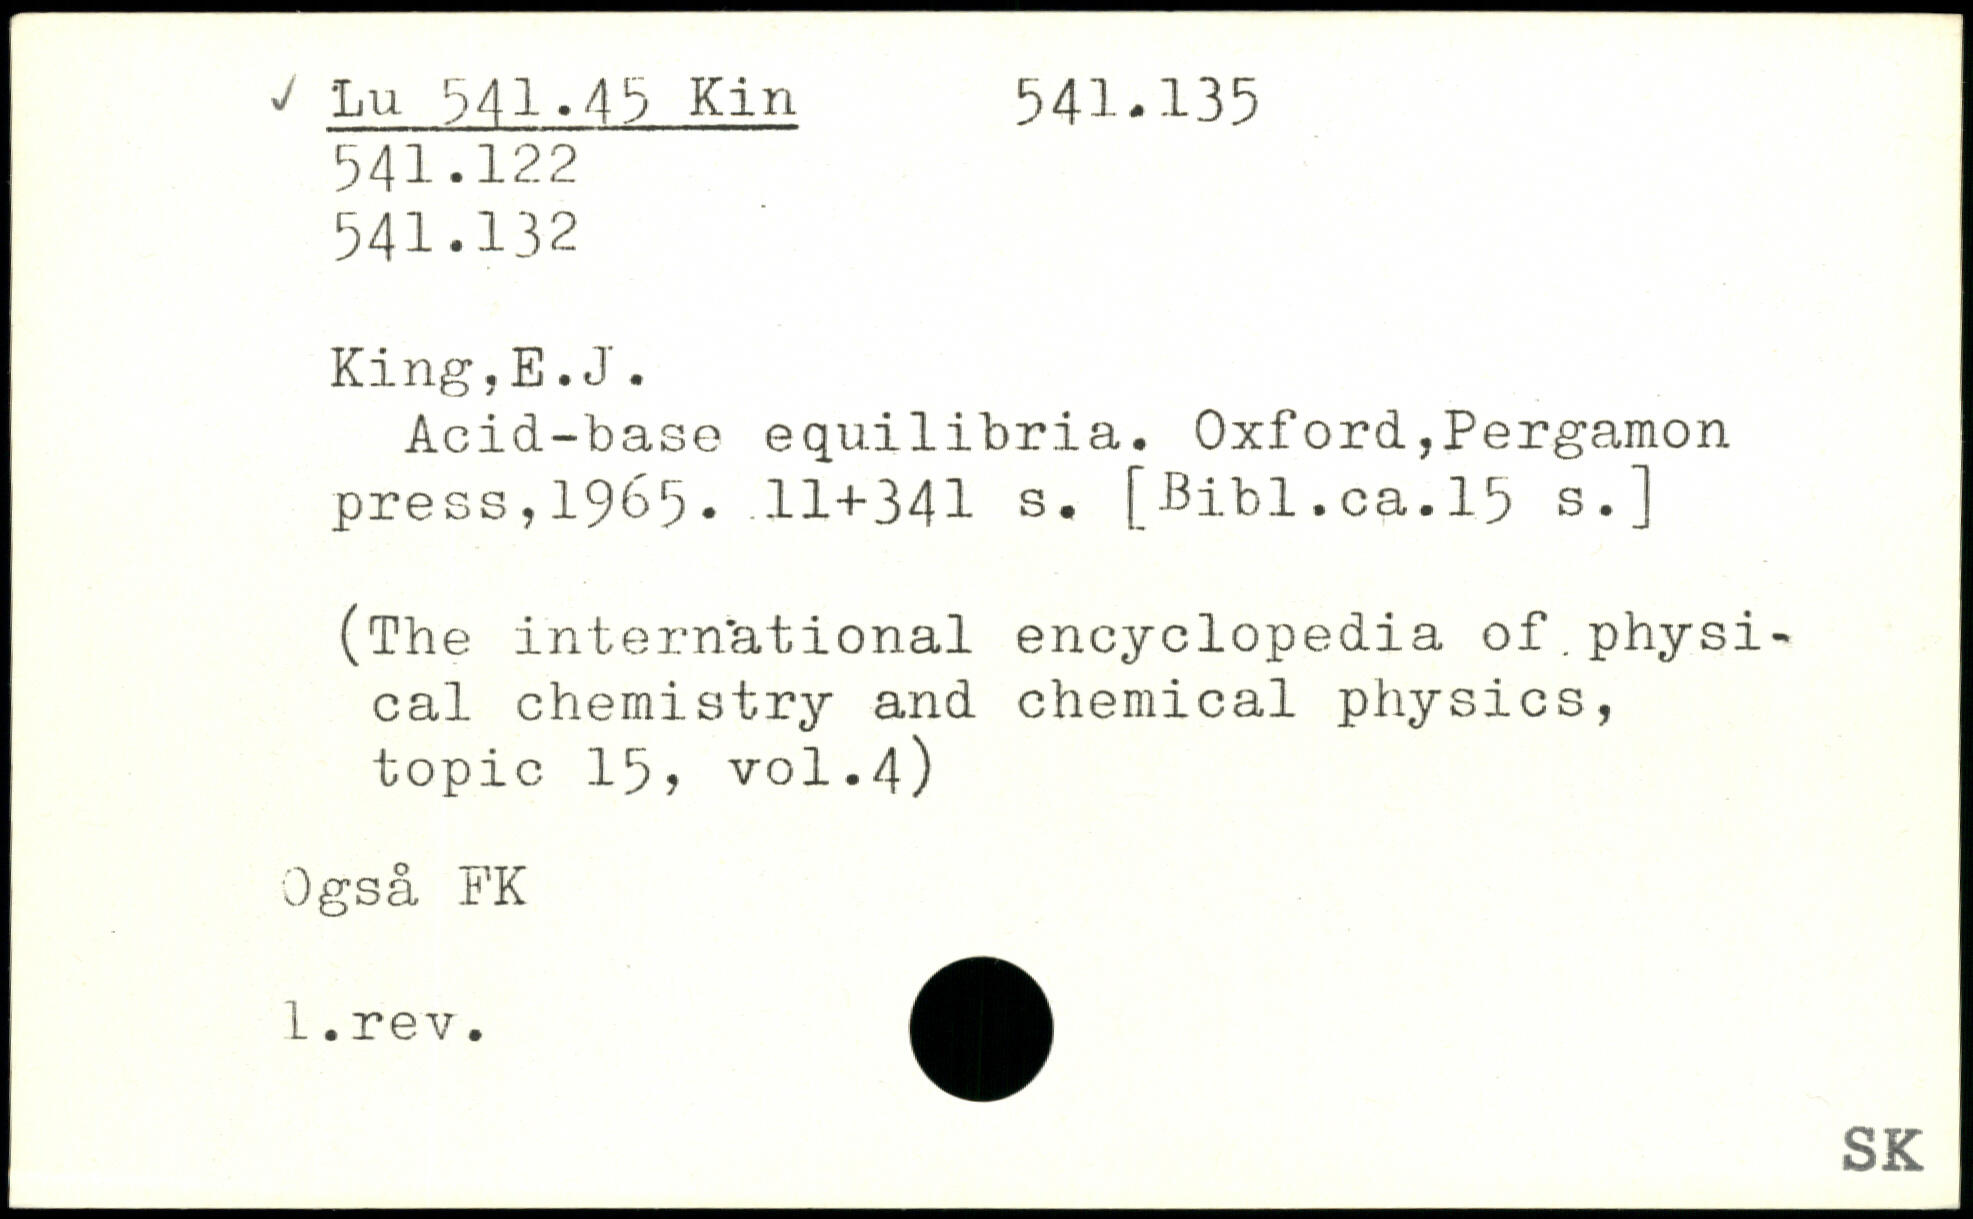 ✓ Lu 541.45 Kin 541.135
541.122
541.132
King,E.J.
Acid-base equilibria. Oxford,Pergamon
press,1965. 11+341 s. [Bibl.ca.15 s.]
(The international encyclopedia of physi-
cal chemistry and chemical physics,
topic 15, vol.4)
Også FK
1.rev.
SK